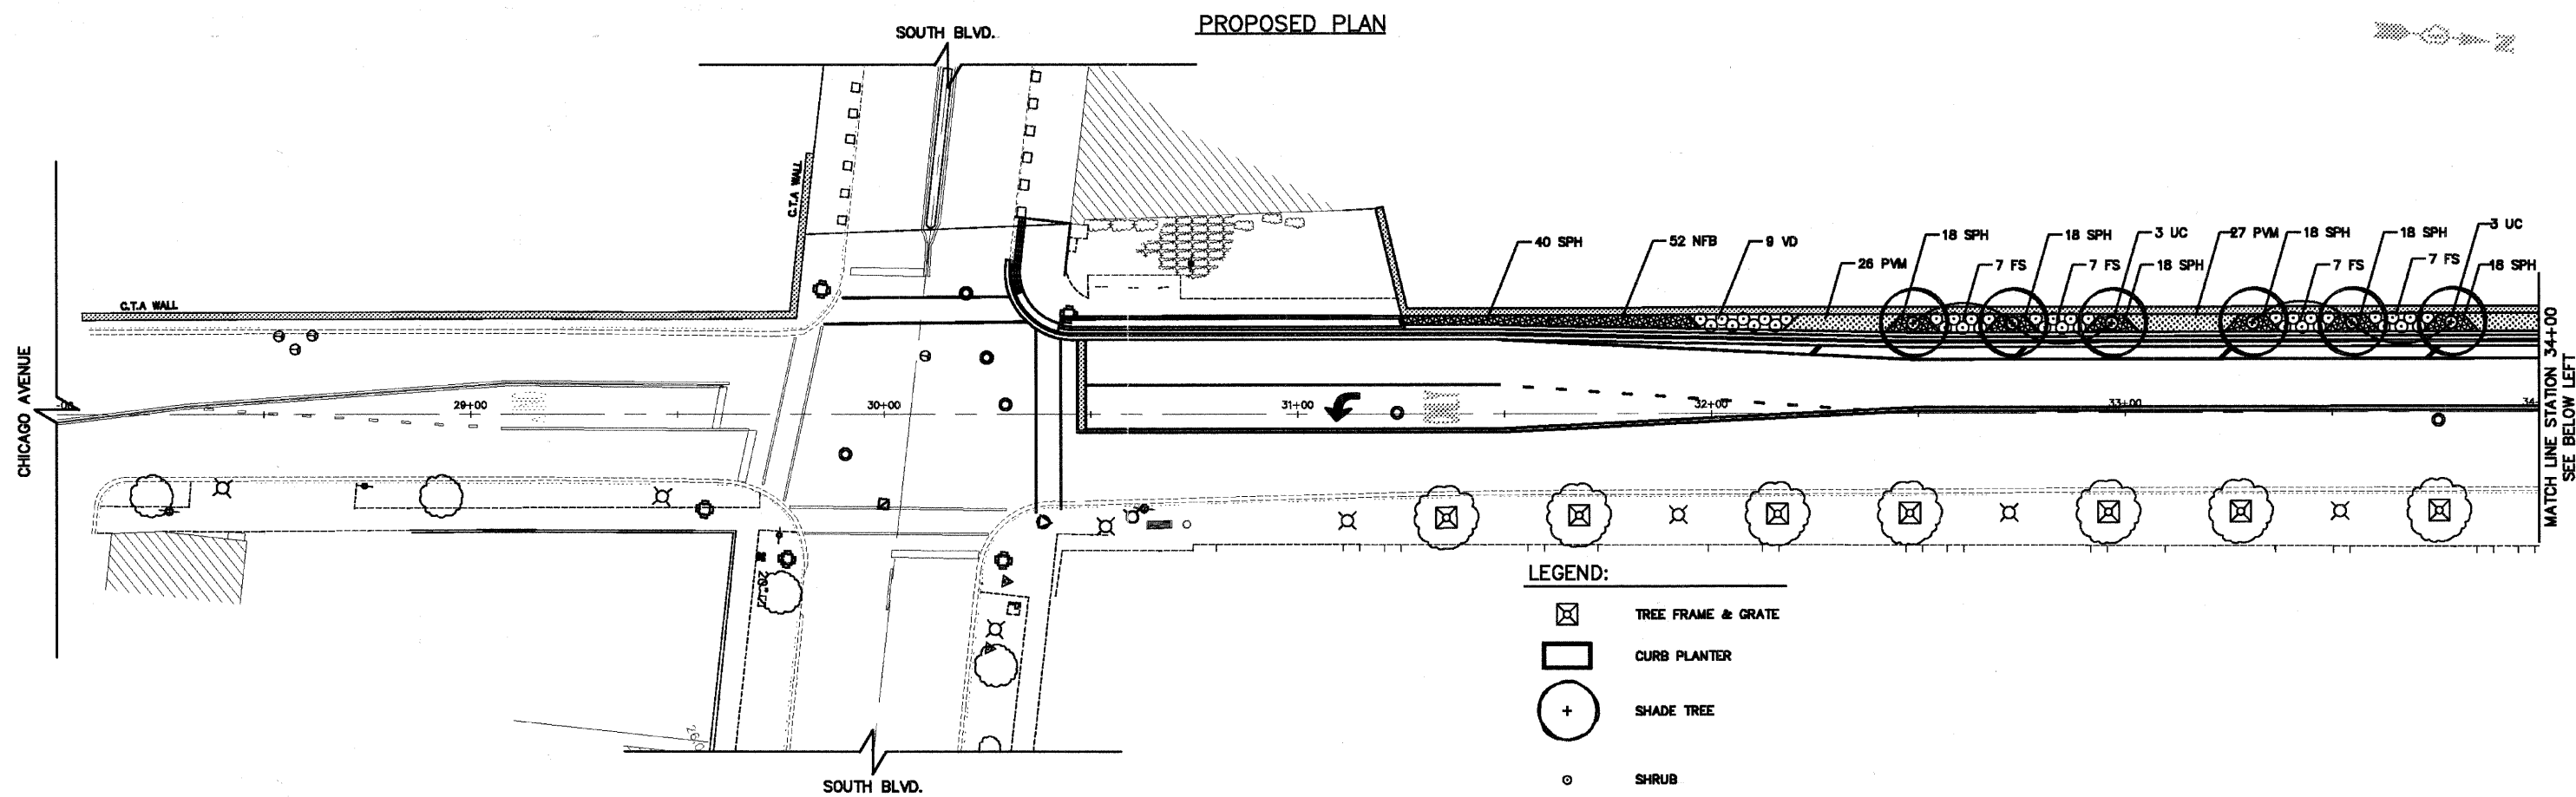 PROPOSED PLAN
SOUTH BLVD.
N
C.T.A WALL
C.T.A WALL
40 SPH
52 NFB
9 VD
26 PVM
18 SPH
7 FS
18 SPH
7 FS
3 UC
18 SPH
27 PVM
18 SPH
7 FS
18 SPH
7 FS
3 UC
18 SPH
CHICAGO AVENUE
29+00
30+00
31+00
32+00
33+00
34
MATCH LINE STATION 34+00
SEE BELOW LEFT
SOUTH BLVD.
LEGEND:
TREE FRAME & GRATE
CURB PLANTER
SHADE TREE
SHRUB